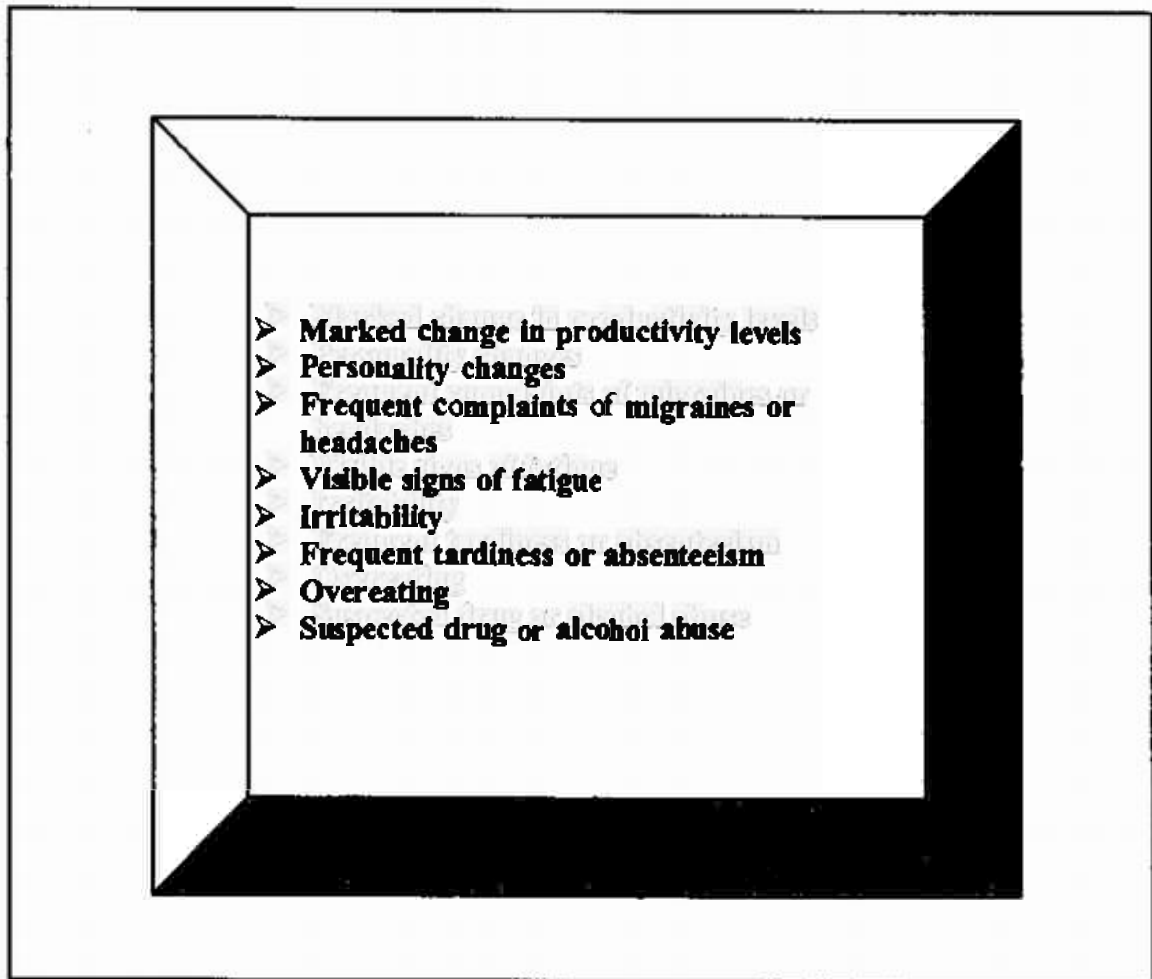 ➤ Marked change in productivity levels
➤ Personality changes
➤ Frequent complaints of migraines or
headaches
➤ Visible signs of fatigue
➤ Irritability
➤ Frequent tardiness or absenteeism
➤ Overeating
➤ Suspected drug or alcohol abuse